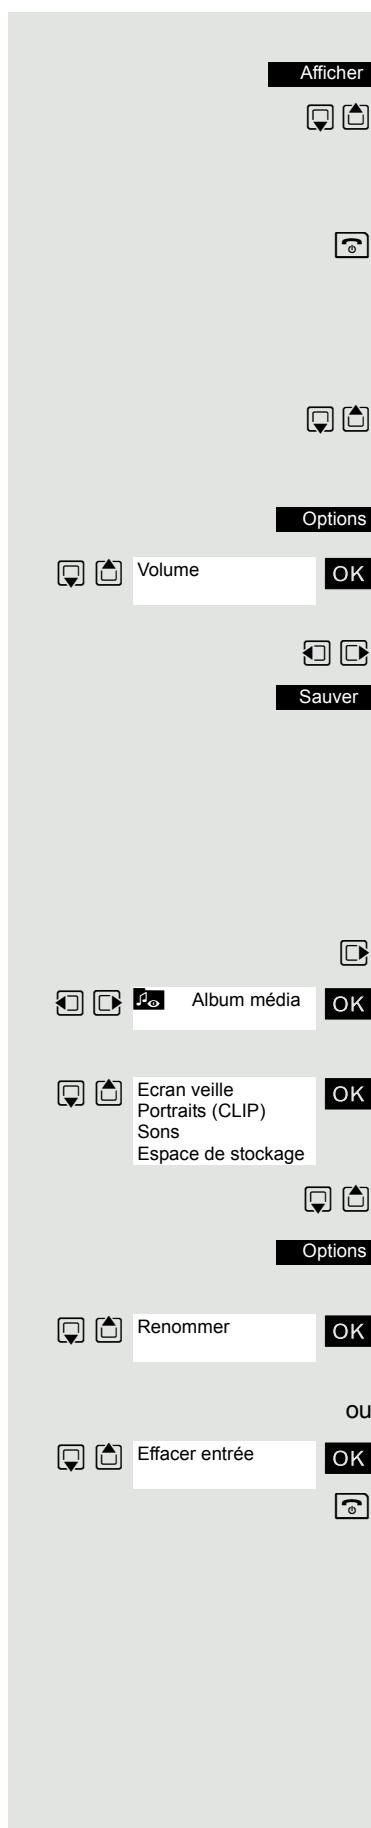 Afficher
Options
Volume OK
Sauver
Album média OK
Ecran veille OK
Portraits (CLIP)
Sons
Espace de stockage
Options
Renommer OK
ou
Effacer entrée OK